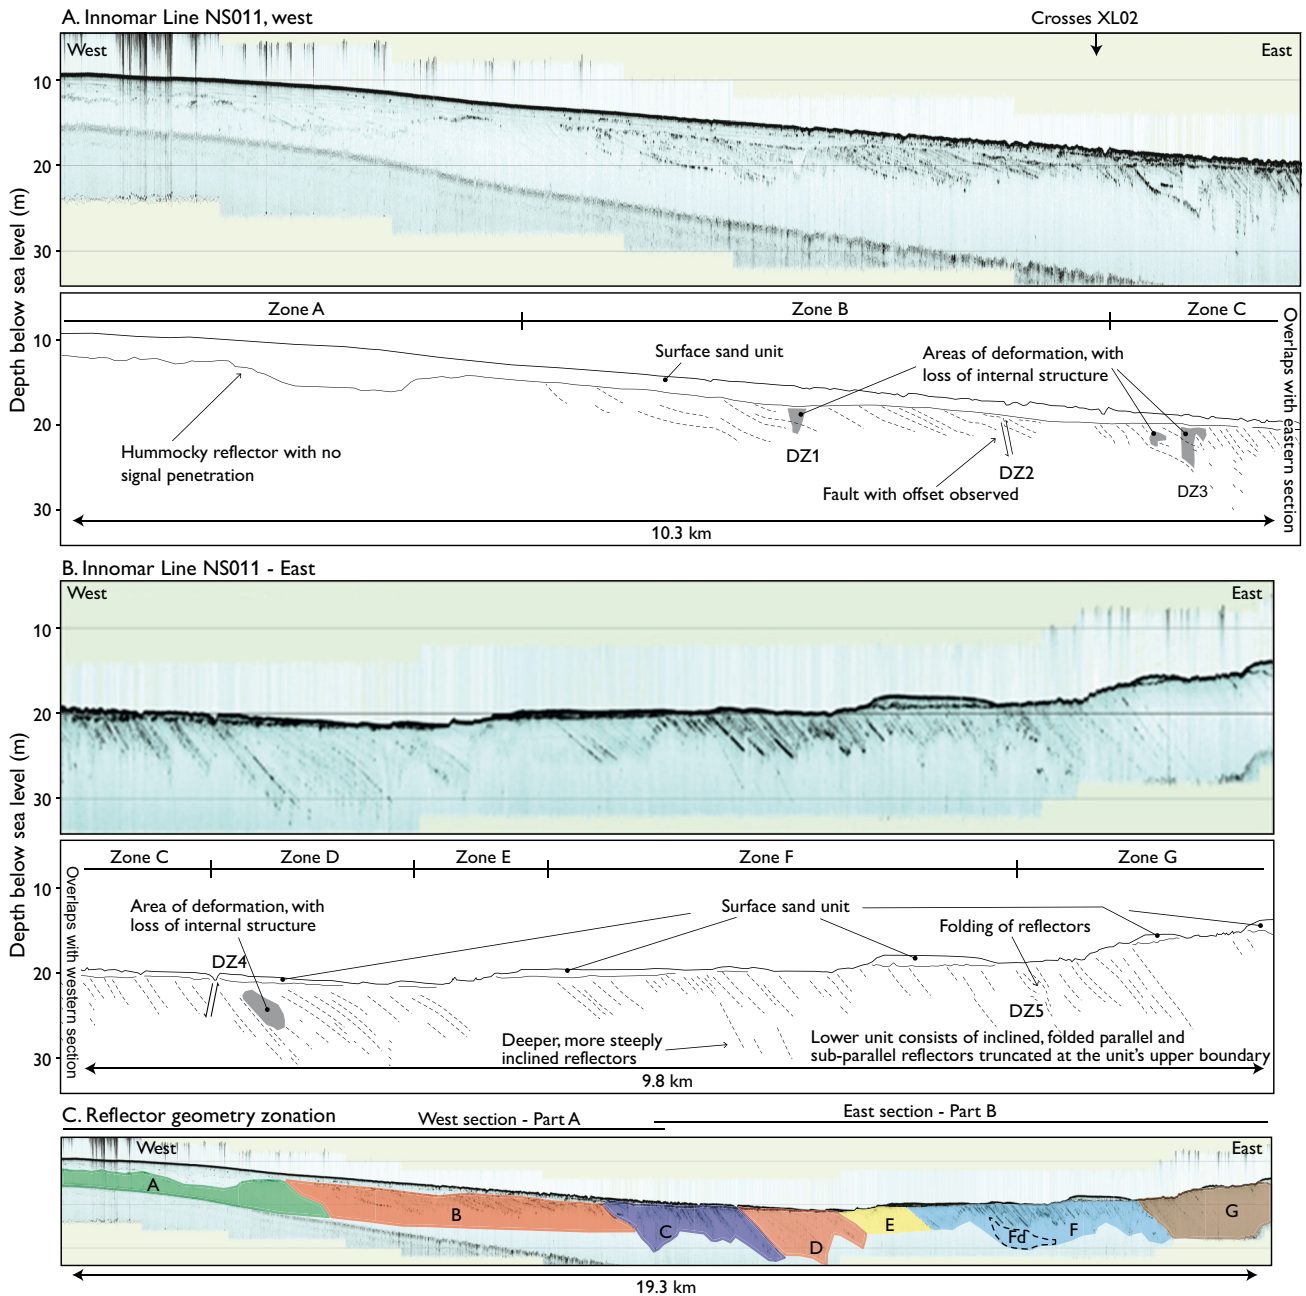 A. Innomar Line NS011, west
Crosses XL02
West
East
10
20
30
Depth below sea level (m)
Zone A
Zone B
Zone C
10
20
30
Surface sand unit
Areas of deformation, with
loss of internal structure
Hummocky reflector with no
signal penetration
DZ1
DZ2
DZ3
Fault with offset observed
Overlaps with eastern section
10.3 km
B. Innomar Line NS011 - East
West
East
10
20
30
Depth below sea level (m)
Zone C
Zone D
Zone E
Zone F
Zone G
10
20
30
Overlaps with western section
Area of deformation, with
loss of internal structure
Surface sand unit
Folding of reflectors
DZ4
DZ5
Deeper, more steeply
inclined reflectors
Lower unit consists of inclined, folded parallel and
sub-parallel reflectors truncated at the unit's upper boundary
9.8 km
C. Reflector geometry zonation
West section - Part A
East section - Part B
West
East
A
B
C
D
E
Fd
F
G
19.3 km